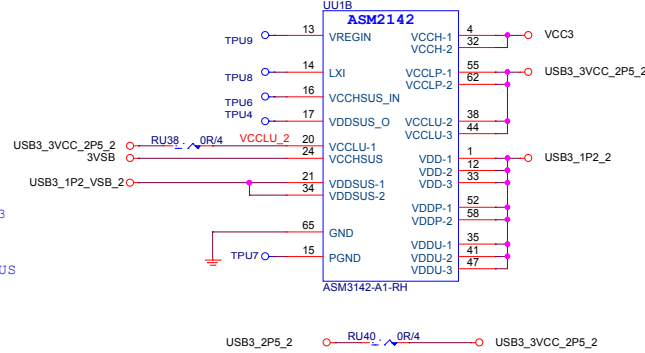 UU1B
ASM2142
TPU9 13 VREGIN VCCH-1 4 VCC3
VCCH-2 32
TPU8 14 LXI VCCLP-1 55 USB3_3VCC_2P5_2
VCCLP-2 62
TPU6 16 VCCHSUS_IN
TPU4 17 VDDSUS_O VCCLU-2 38
VCCLU-3 44
USB3_3VCC_2P5_2 RU38 0R/4 VCCLU_2 20 VCCLU-1
3VSB 24 VCCHSUS VDD-1 1 USB3_1P2_2
VDD-2 12
USB3_1P2_VSB_2 21 VDDSUS-1 VDD-3 33
34 VDDSUS-2
VDDP-1 52
3 VDDP-2 58
65 GND
VDDU-1 35
TPU7 15 PGND VDDU-2 41
US VDDU-3 47
ASM3142-A1-RH
USB3_2P5_2 RU40 0R/4 USB3_3VCC_2P5_2